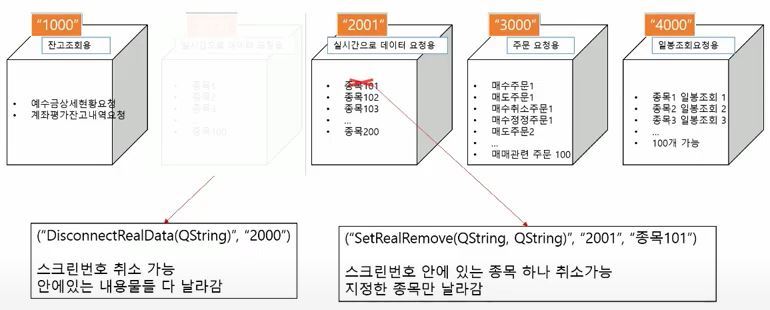 “1000”
잔고조회용
예수금상세현황요청
계좌평가잔고내역요청
실시간으로 데이터 요청용
종목1
종목2
종목100
“2001”
실시간으로 데이터 요청용
종목101
종목102
종목103
...
종목200
“3000”
주문 요청용
매수주문1
매도주문1
매수취소주문1
매수정정주문1
매도주문2
...
매매관련 주문 100
“4000”
일봉조회요청용
종목1 일봉조회 1
종목2 일봉조회 2
종목3 일봉조회 3
...
100개 가능
(“DisconnectRealData(QString)”, “2000”)
스크린번호 취소 가능
안에있는 내용물들 다 날라감
(“SetRealRemove(QString, QString)”, “2001”, “종목101”)
스크린번호 안에 있는 종목 하나 취소가능
지정한 종목만 날라감